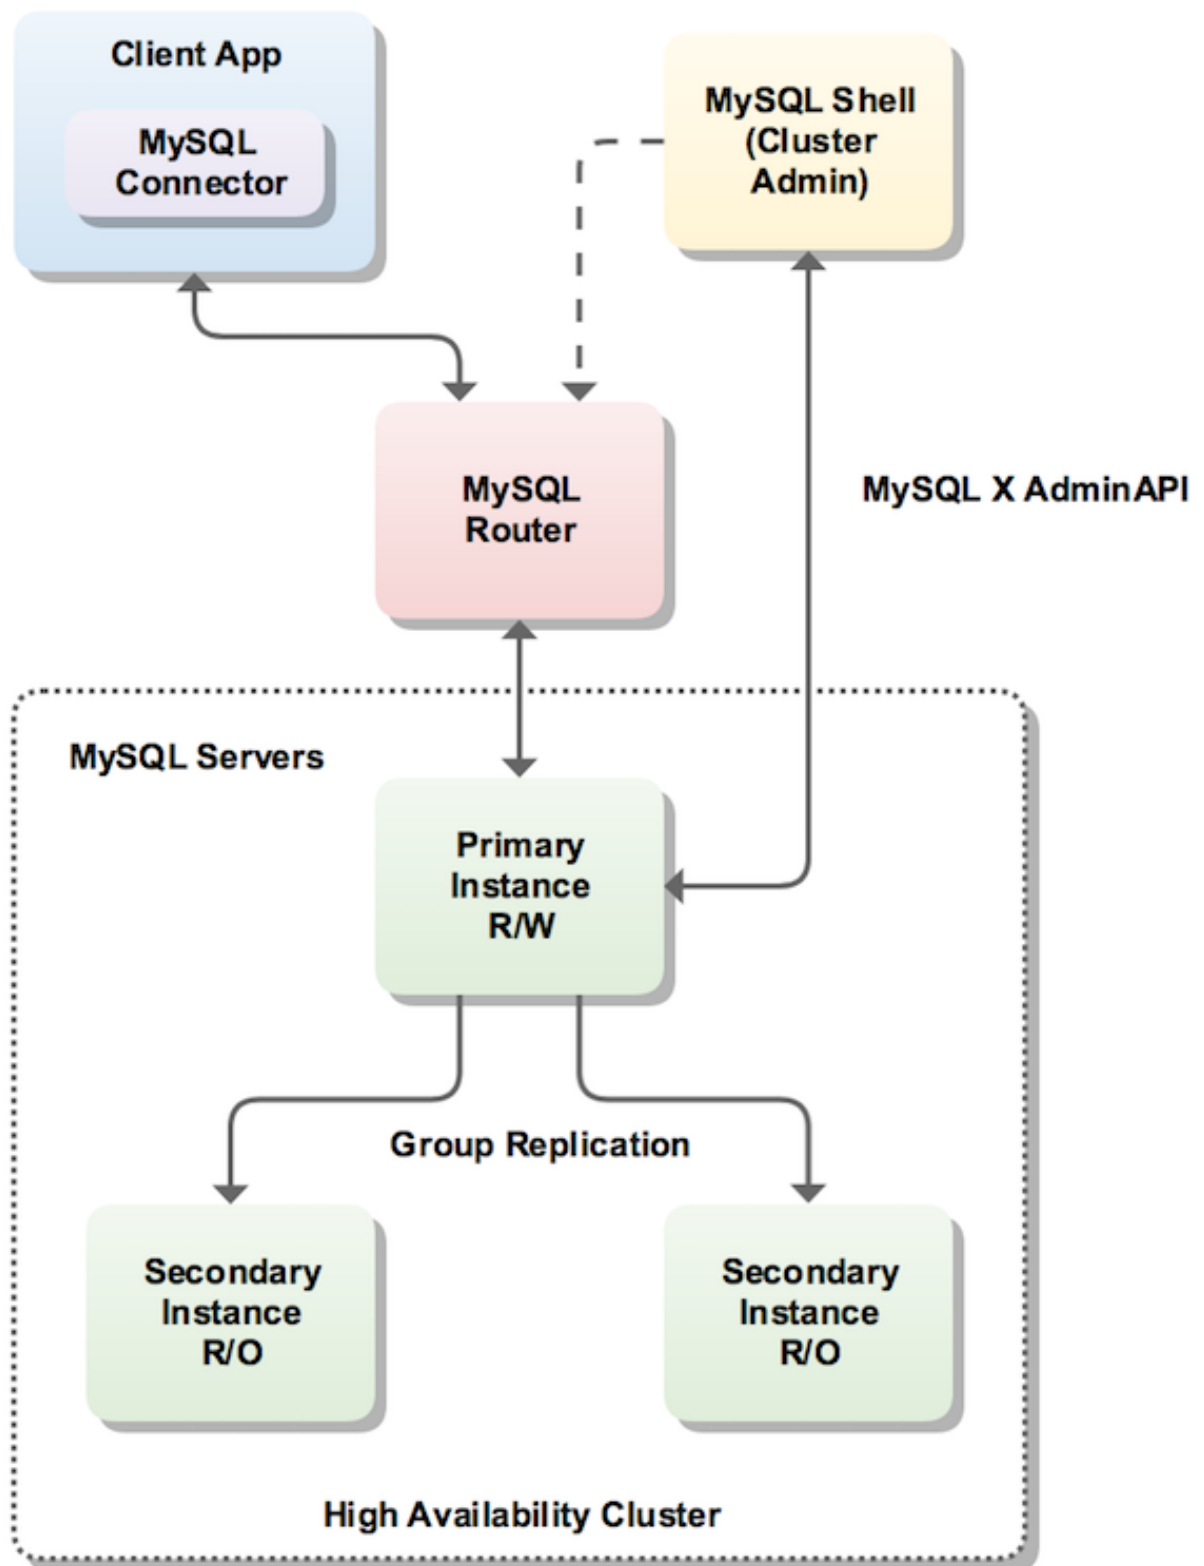 Client App
MySQL
Connector
MySQL Shell
(Cluster
Admin)
MySQL
Router
MySQL X AdminAPI
MySQL Servers
Primary
Instance
R/W
Group Replication
Secondary
Instance
R/O
Secondary
Instance
R/O
High Availability Cluster